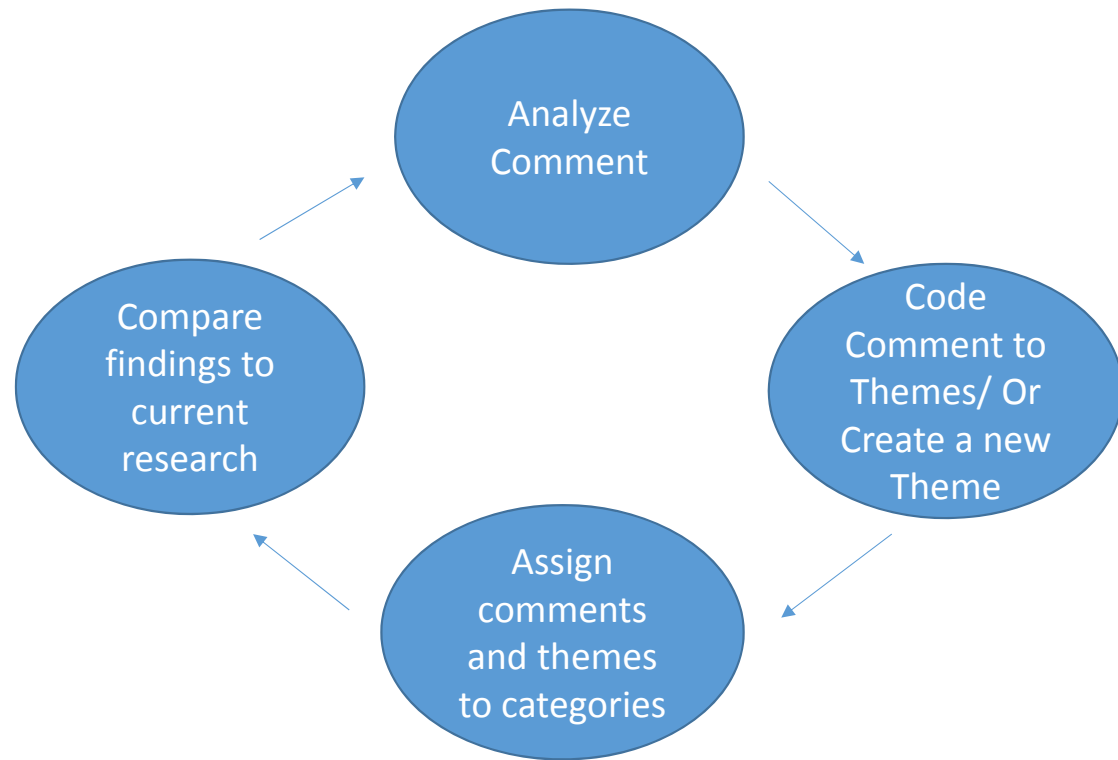 Analyze
Comment
Code
Comment to
Themes/ Or
Create a new
Theme
Assign
comments
and themes
to categories
Compare
findings to
current
research